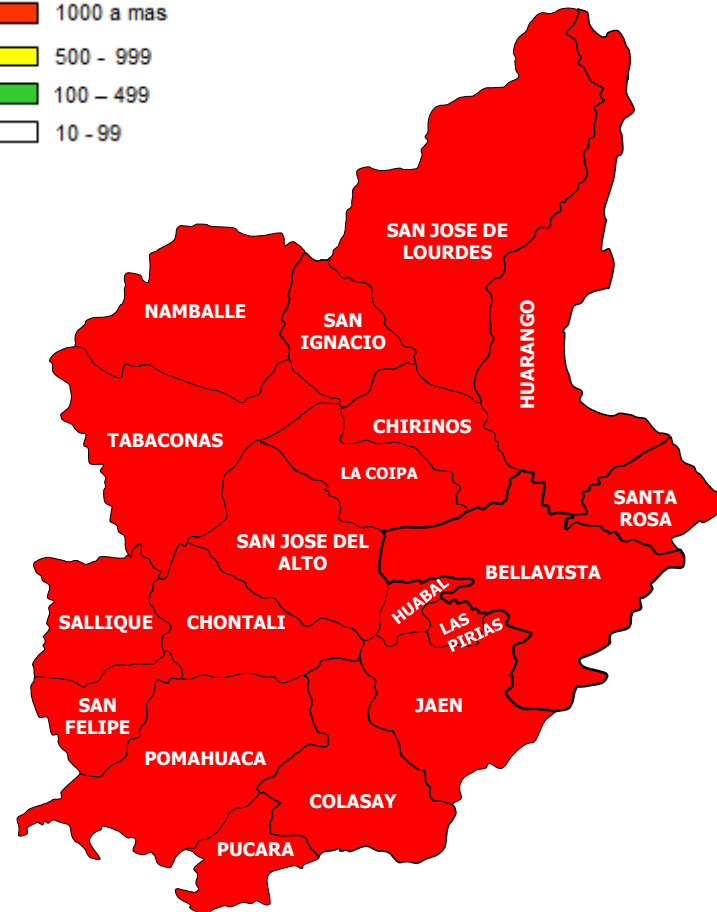 1000 a mas
500 - 999
100 – 499
10 - 99
SAN JOSE DE
LOURDES
NAMBALLE
SAN
IGNACIO
HUARANGO
TABACONAS
CHIRINOS
LA COIPA
SANTA
ROSA
SAN JOSE DEL
ALTO
BELLAVISTA
HUABAL
LAS
PIRIAS
SALLIQUE
CHONTALI
SAN
FELIPE
JAEN
POMAHUACA
COLASAY
PUCARA